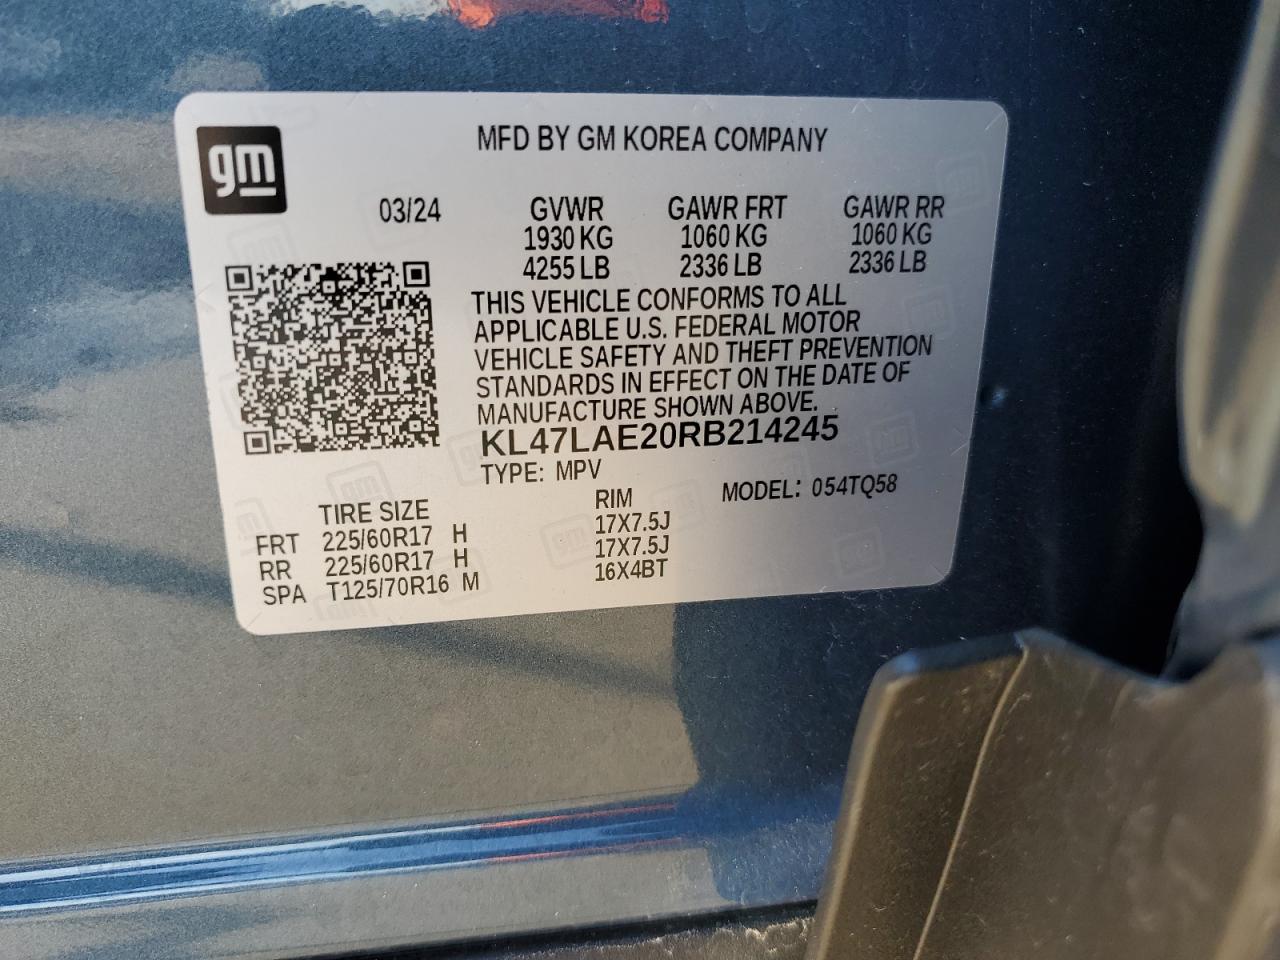 gm
MFD BY GM KOREA COMPANY
03/24 GVWR GAWR FRT GAWR RR
1930 KG 1060 KG 1060 KG
4255 LB 2336 LB 2336 LB
THIS VEHICLE CONFORMS TO ALL
APPLICABLE U.S. FEDERAL MOTOR
VEHICLE SAFETY AND THEFT PREVENTION
STANDARDS IN EFFECT ON THE DATE OF
MANUFACTURE SHOWN ABOVE.
KL47LAE20RB214245
TYPE: MPV MODEL: 054TQ58
TIRE SIZE RIM
FRT 225/60R17 H 17X7.5J
RR 225/60R17 H 17X7.5J
SPA T125/70R16 M 16X4BT